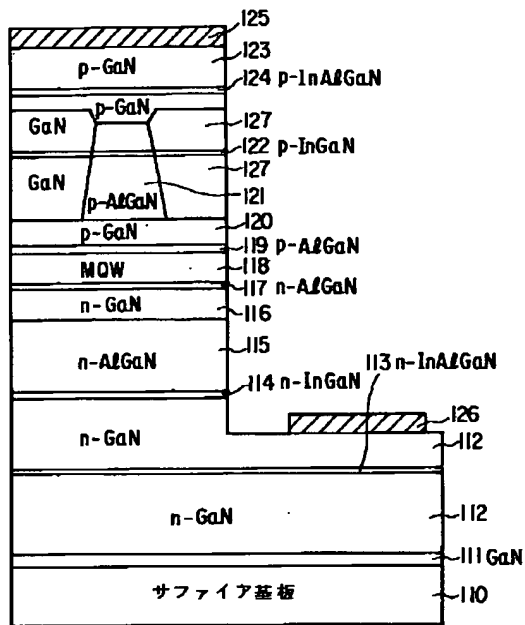 125
123
p-GaN
124 p-InAlGaN
p-GaN
GaN
127
122 p-InGaN
127
GaN
121
p-AlGaN
120
p-GaN
119 p-AlGaN
MQW
118
117 n-AlGaN
n-GaN
116
115
113 n-InAlGaN
n-AlGaN
114 n-InGaN
126
n-GaN
112
n-GaN
112
111 GaN
サファイア基板
110